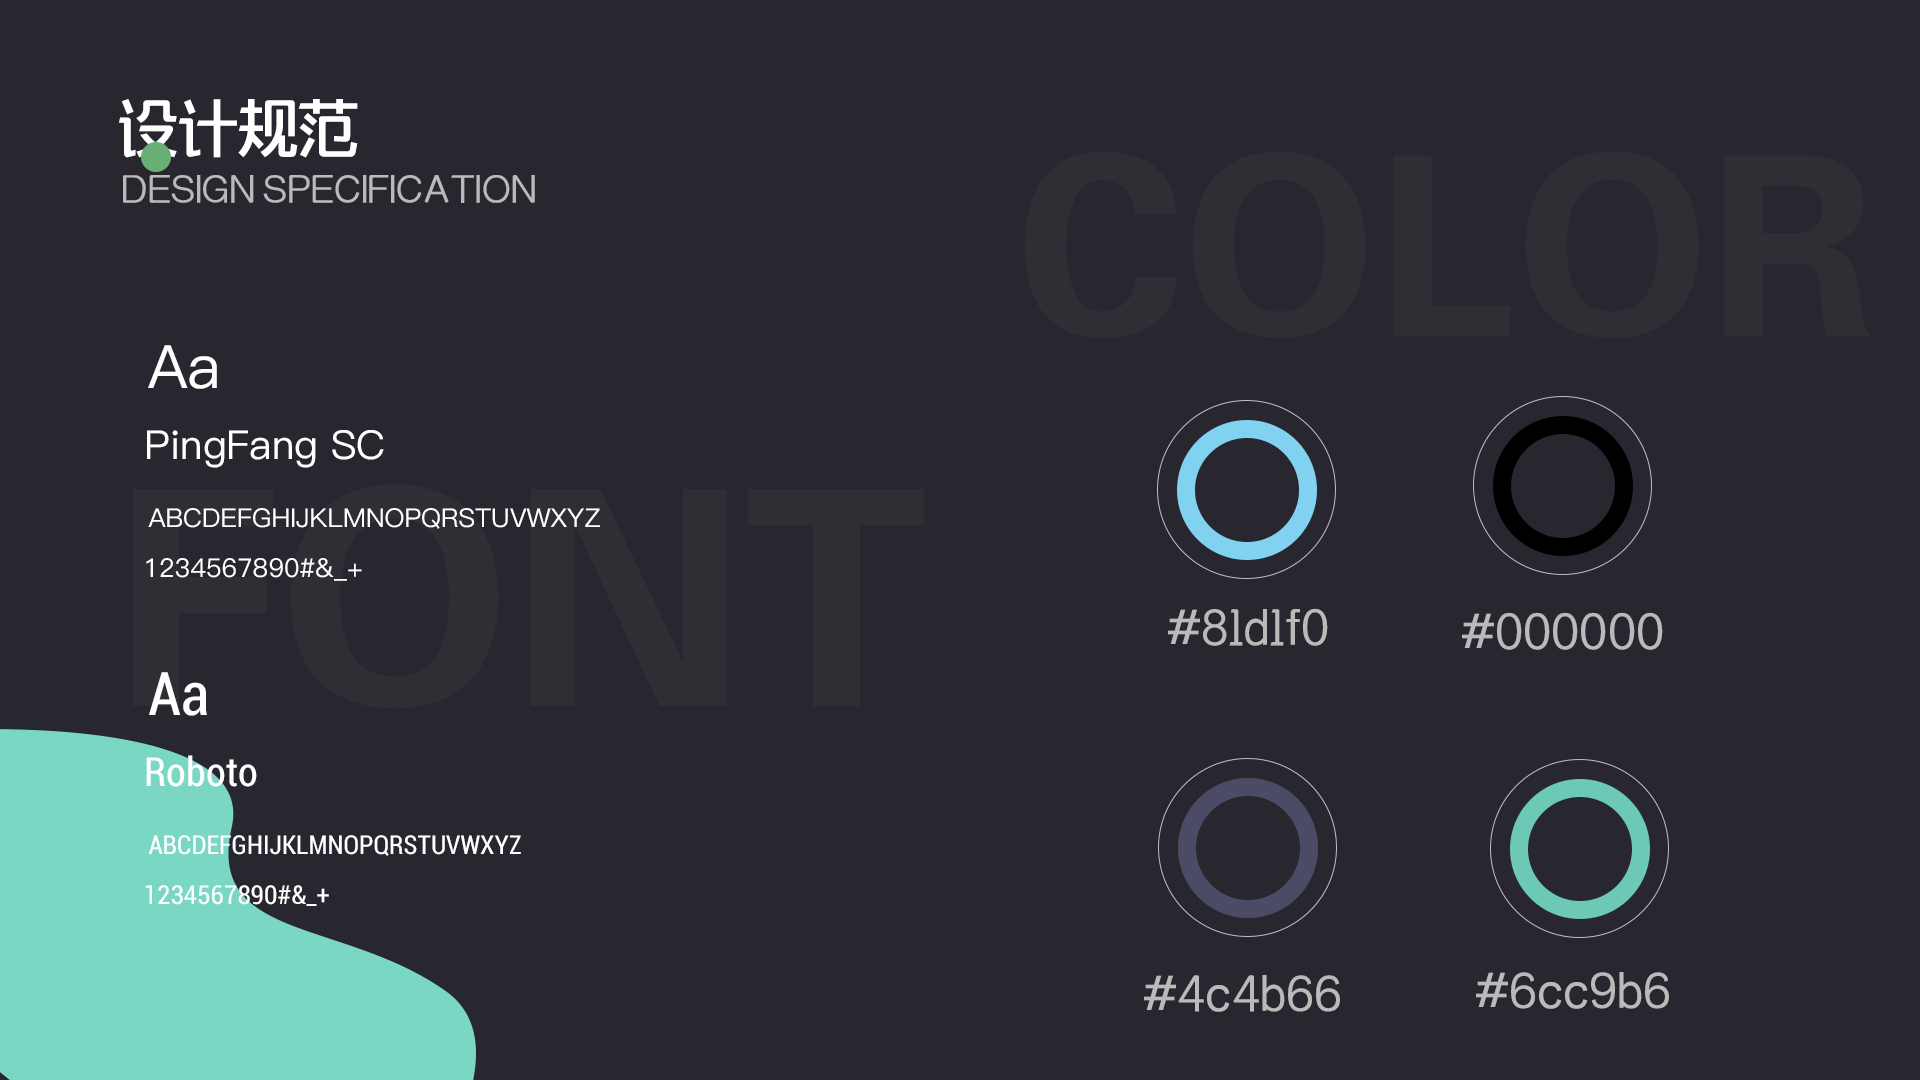 设计规范
DESIGN SPECIFICATION
FONT
Aa
PingFang SC
ABCDEFGHIJKLMNOPQRSTUVWXYZ
1234567890#&_+
Aa
Roboto
ABCDEFGHIJKLMNOPQRSTUVWXYZ
1234567890#&_+
COLOR
#81d1f0
#000000
#4c4b66
#6cc9b6